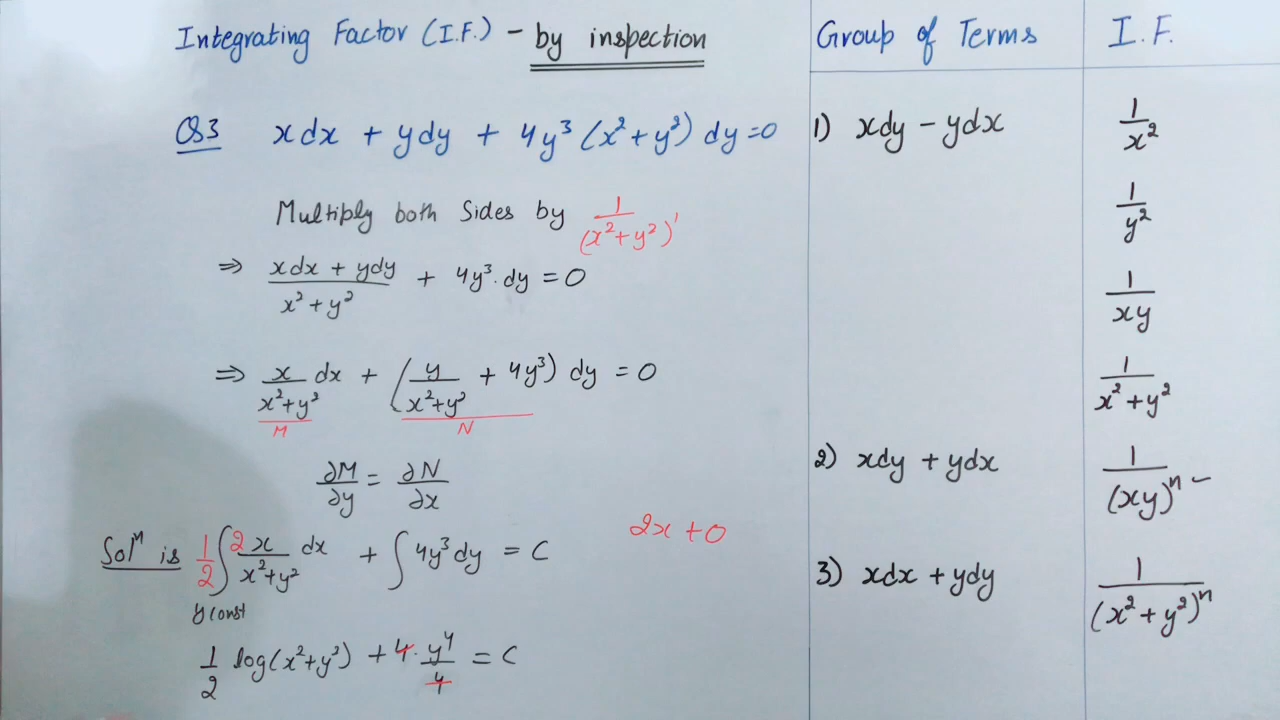 Integrating Factor (I.F.) - by inspection
Q3 xdx + ydy + 4y³ (x² + y²) dy = 0
Multiply both Sides by 1/(x² + y²)¹
⇒ (xdx + ydy)/(x² + y²) + 4y³. dy = 0
⇒ x/(x² + y²) dx + (y/(x² + y²) + 4y³) dy = 0
M N
∂M/∂y = ∂N/∂x
2x + 0
Solⁿ is 1/2 ∫ 2x/(x² + y²) dx + ∫ 4y³ dy = C
y const
1/2 log(x² + y²) + 4. y⁴/4 = C
Group of Terms I.F.
1) xdy - ydx 1/x²
1/y²
1/xy
1/(x² + y²)
2) xdy + ydx 1/(xy)ⁿ -
3) xdx + ydy 1/(x² + y²)ⁿ